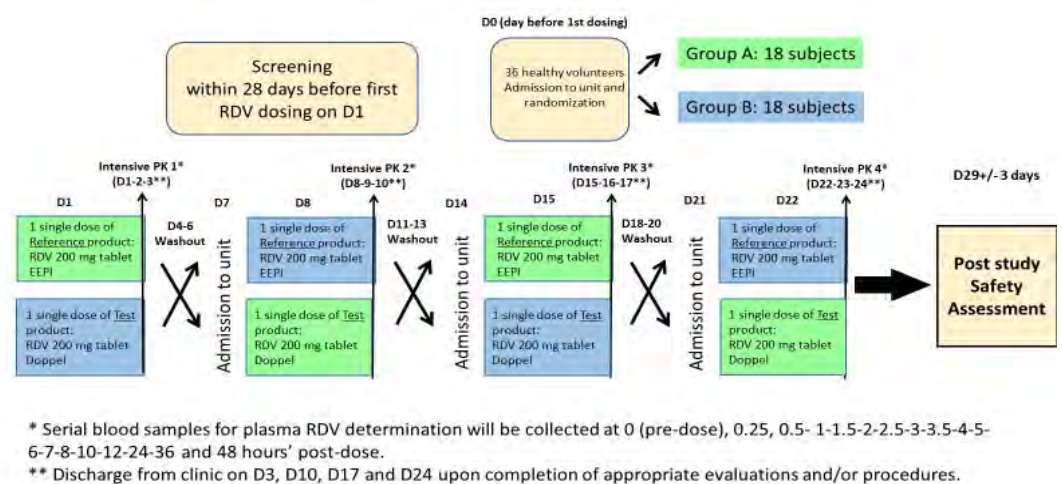 D0 (day before 1st dosing)
Screening
within 28 days before first
RDV dosing on D1
36 healthy volunteers
Admission to unit and
randomization
Group A: 18 subjects
Group B: 18 subjects
Intensive PK 1*
(D1-2-3**)
Intensive PK 2*
(D8-9-10**)
Intensive PK 3*
(D15-16-17**)
Intensive PK 4*
(D22-23-24**)
D29+/- 3 days
D1
D7
D8
D14
D15
D21
D22
D4-6
Washout
D11-13
Washout
D18-20
Washout
1 single dose of
Reference product:
RDV 200 mg tablet
EEPI
1 single dose of Test
product:
RDV 200 mg tablet
Doppel
Admission to unit
1 single dose of
Reference product:
RDV 200 mg tablet
EEPI
1 single dose of Test
product:
RDV 200 mg tablet
Doppel
Admission to unit
1 single dose of
Reference product:
RDV 200 mg tablet
EEPI
1 single dose of Test
product:
RDV 200 mg tablet
Doppel
Admission to unit
1 single dose of
Reference product:
RDV 200 mg tablet
EEPI
1 single dose of Test
product:
RDV 200 mg tablet
Doppel
Post study
Safety
Assessment
* Serial blood samples for plasma RDV determination will be collected at 0 (pre-dose), 0.25, 0.5- 1-1.5-2-2.5-3-3.5-4-5-
6-7-8-10-12-24-36 and 48 hours’ post-dose.
** Discharge from clinic on D3, D10, D17 and D24 upon completion of appropriate evaluations and/or procedures.